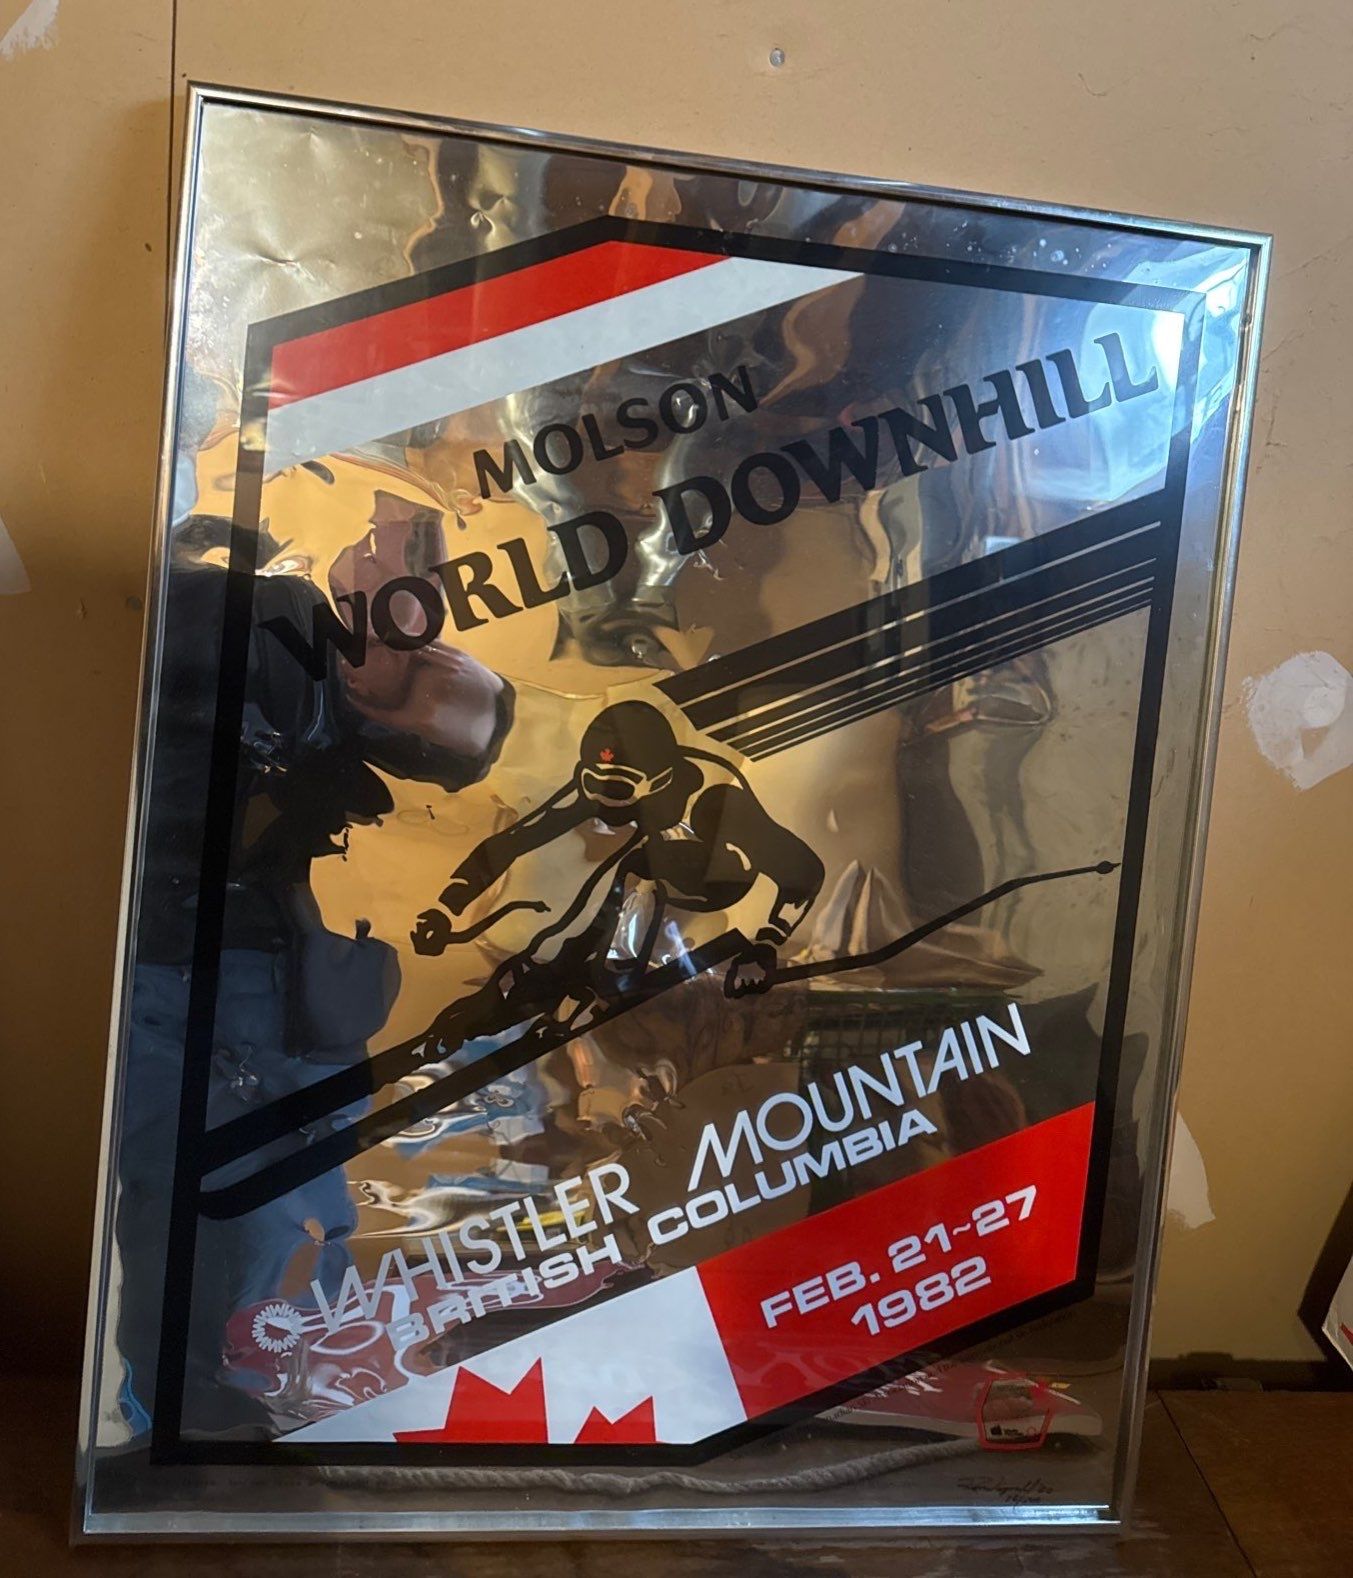 MOLSON
WORLD DOWNHILL
WHISTLER MOUNTAIN
BRITISH COLUMBIA
FEB. 21~27
1982